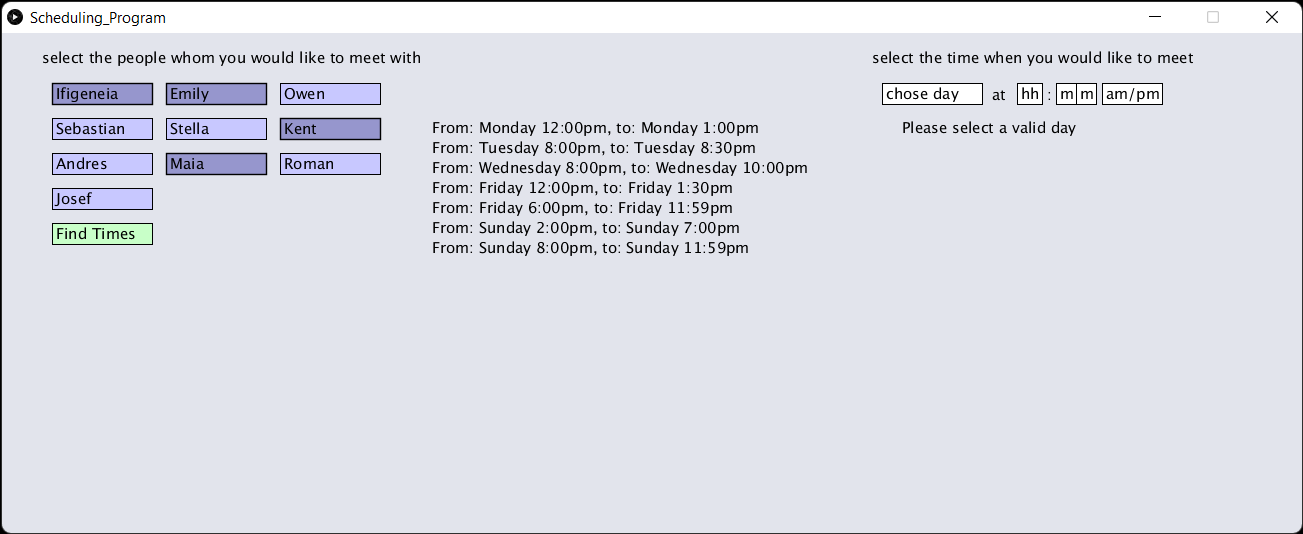 Scheduling_Program
select the people whom you would like to meet with
Ifigeneia Emily Owen
Sebastian Stella Kent
Andres Maia Roman
Josef
Find Times
From: Monday 12:00pm, to: Monday 1:00pm
From: Tuesday 8:00pm, to: Tuesday 8:30pm
From: Wednesday 8:00pm, to: Wednesday 10:00pm
From: Friday 12:00pm, to: Friday 1:30pm
From: Friday 6:00pm, to: Friday 11:59pm
From: Sunday 2:00pm, to: Sunday 7:00pm
From: Sunday 8:00pm, to: Sunday 11:59pm
select the time when you would like to meet
chose day at hh : m m am/pm
Please select a valid day